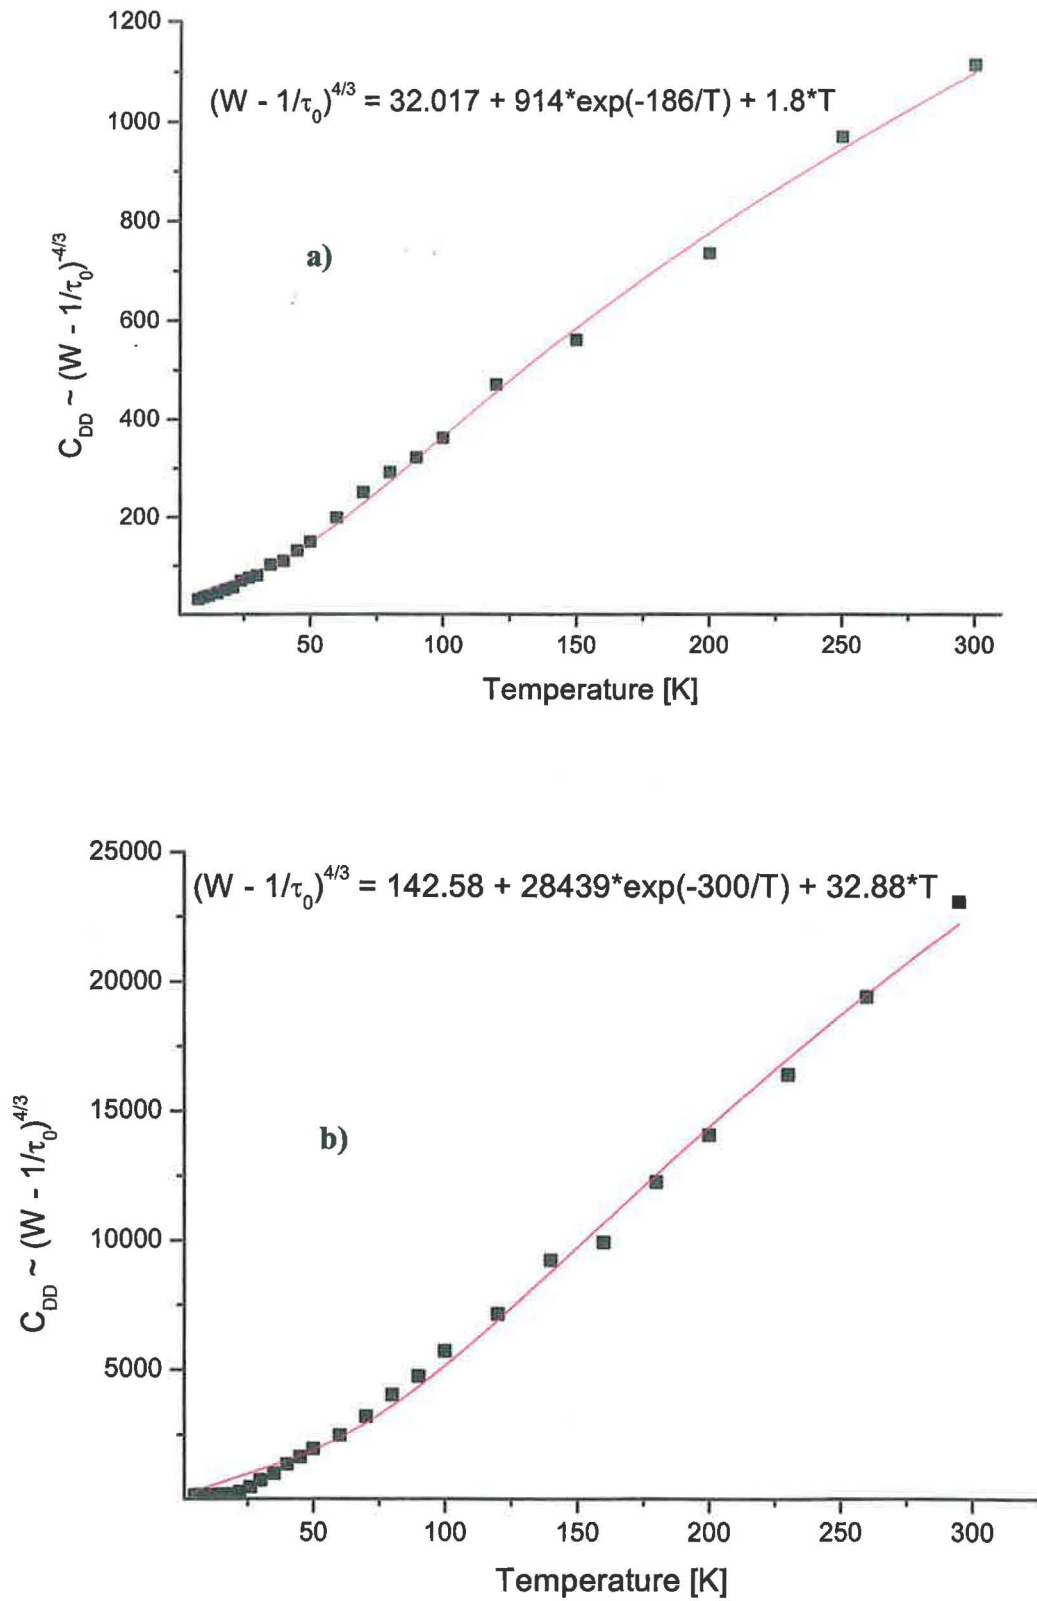 1200
1000
800
600
400
200
(W - 1/τ₀)^4/3 = 32.017 + 914*exp(-186/T) + 1.8*T
a)
C_DD ~ (W - 1/τ₀)^-4/3
50 100 150 200 250 300
Temperature [K]
25000
20000
15000
10000
5000
(W - 1/τ₀)^4/3 = 142.58 + 28439*exp(-300/T) + 32.88*T
b)
C_DD ~ (W - 1/τ₀)^4/3
50 100 150 200 250 300
Temperature [K]